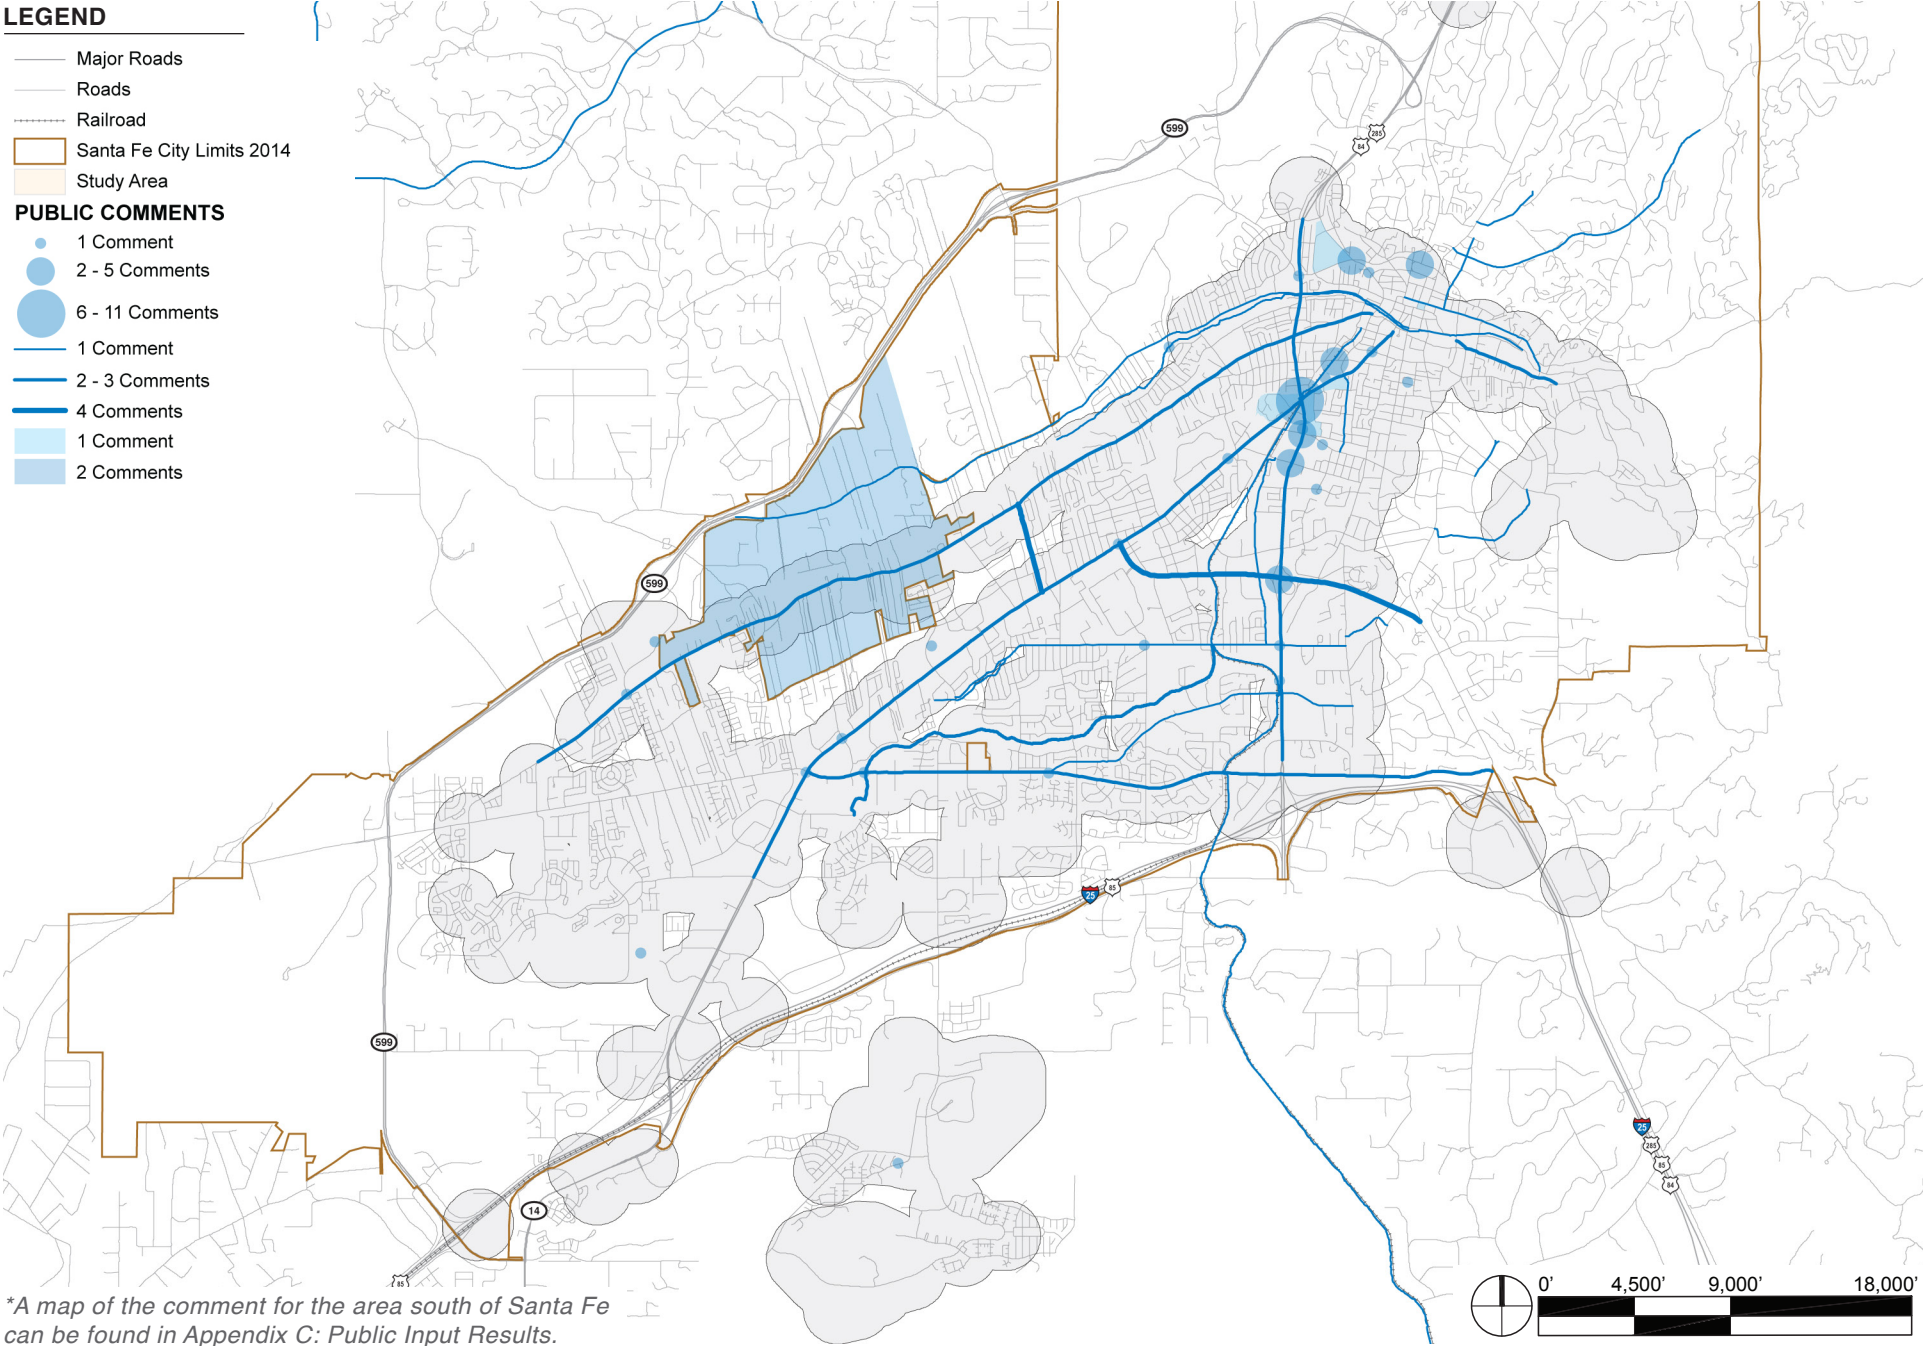 LEGEND
Major Roads
Roads
Railroad
Santa Fe City Limits 2014
Study Area
PUBLIC COMMENTS
1 Comment
2 - 5 Comments
6 - 11 Comments
1 Comment
2 - 3 Comments
4 Comments
1 Comment
2 Comments
599
285
84
599
25
85
599
14
25
285
85
84
85
0' 4,500' 9,000' 18,000'
*A map of the comment for the area south of Santa Fe
can be found in Appendix C: Public Input Results.